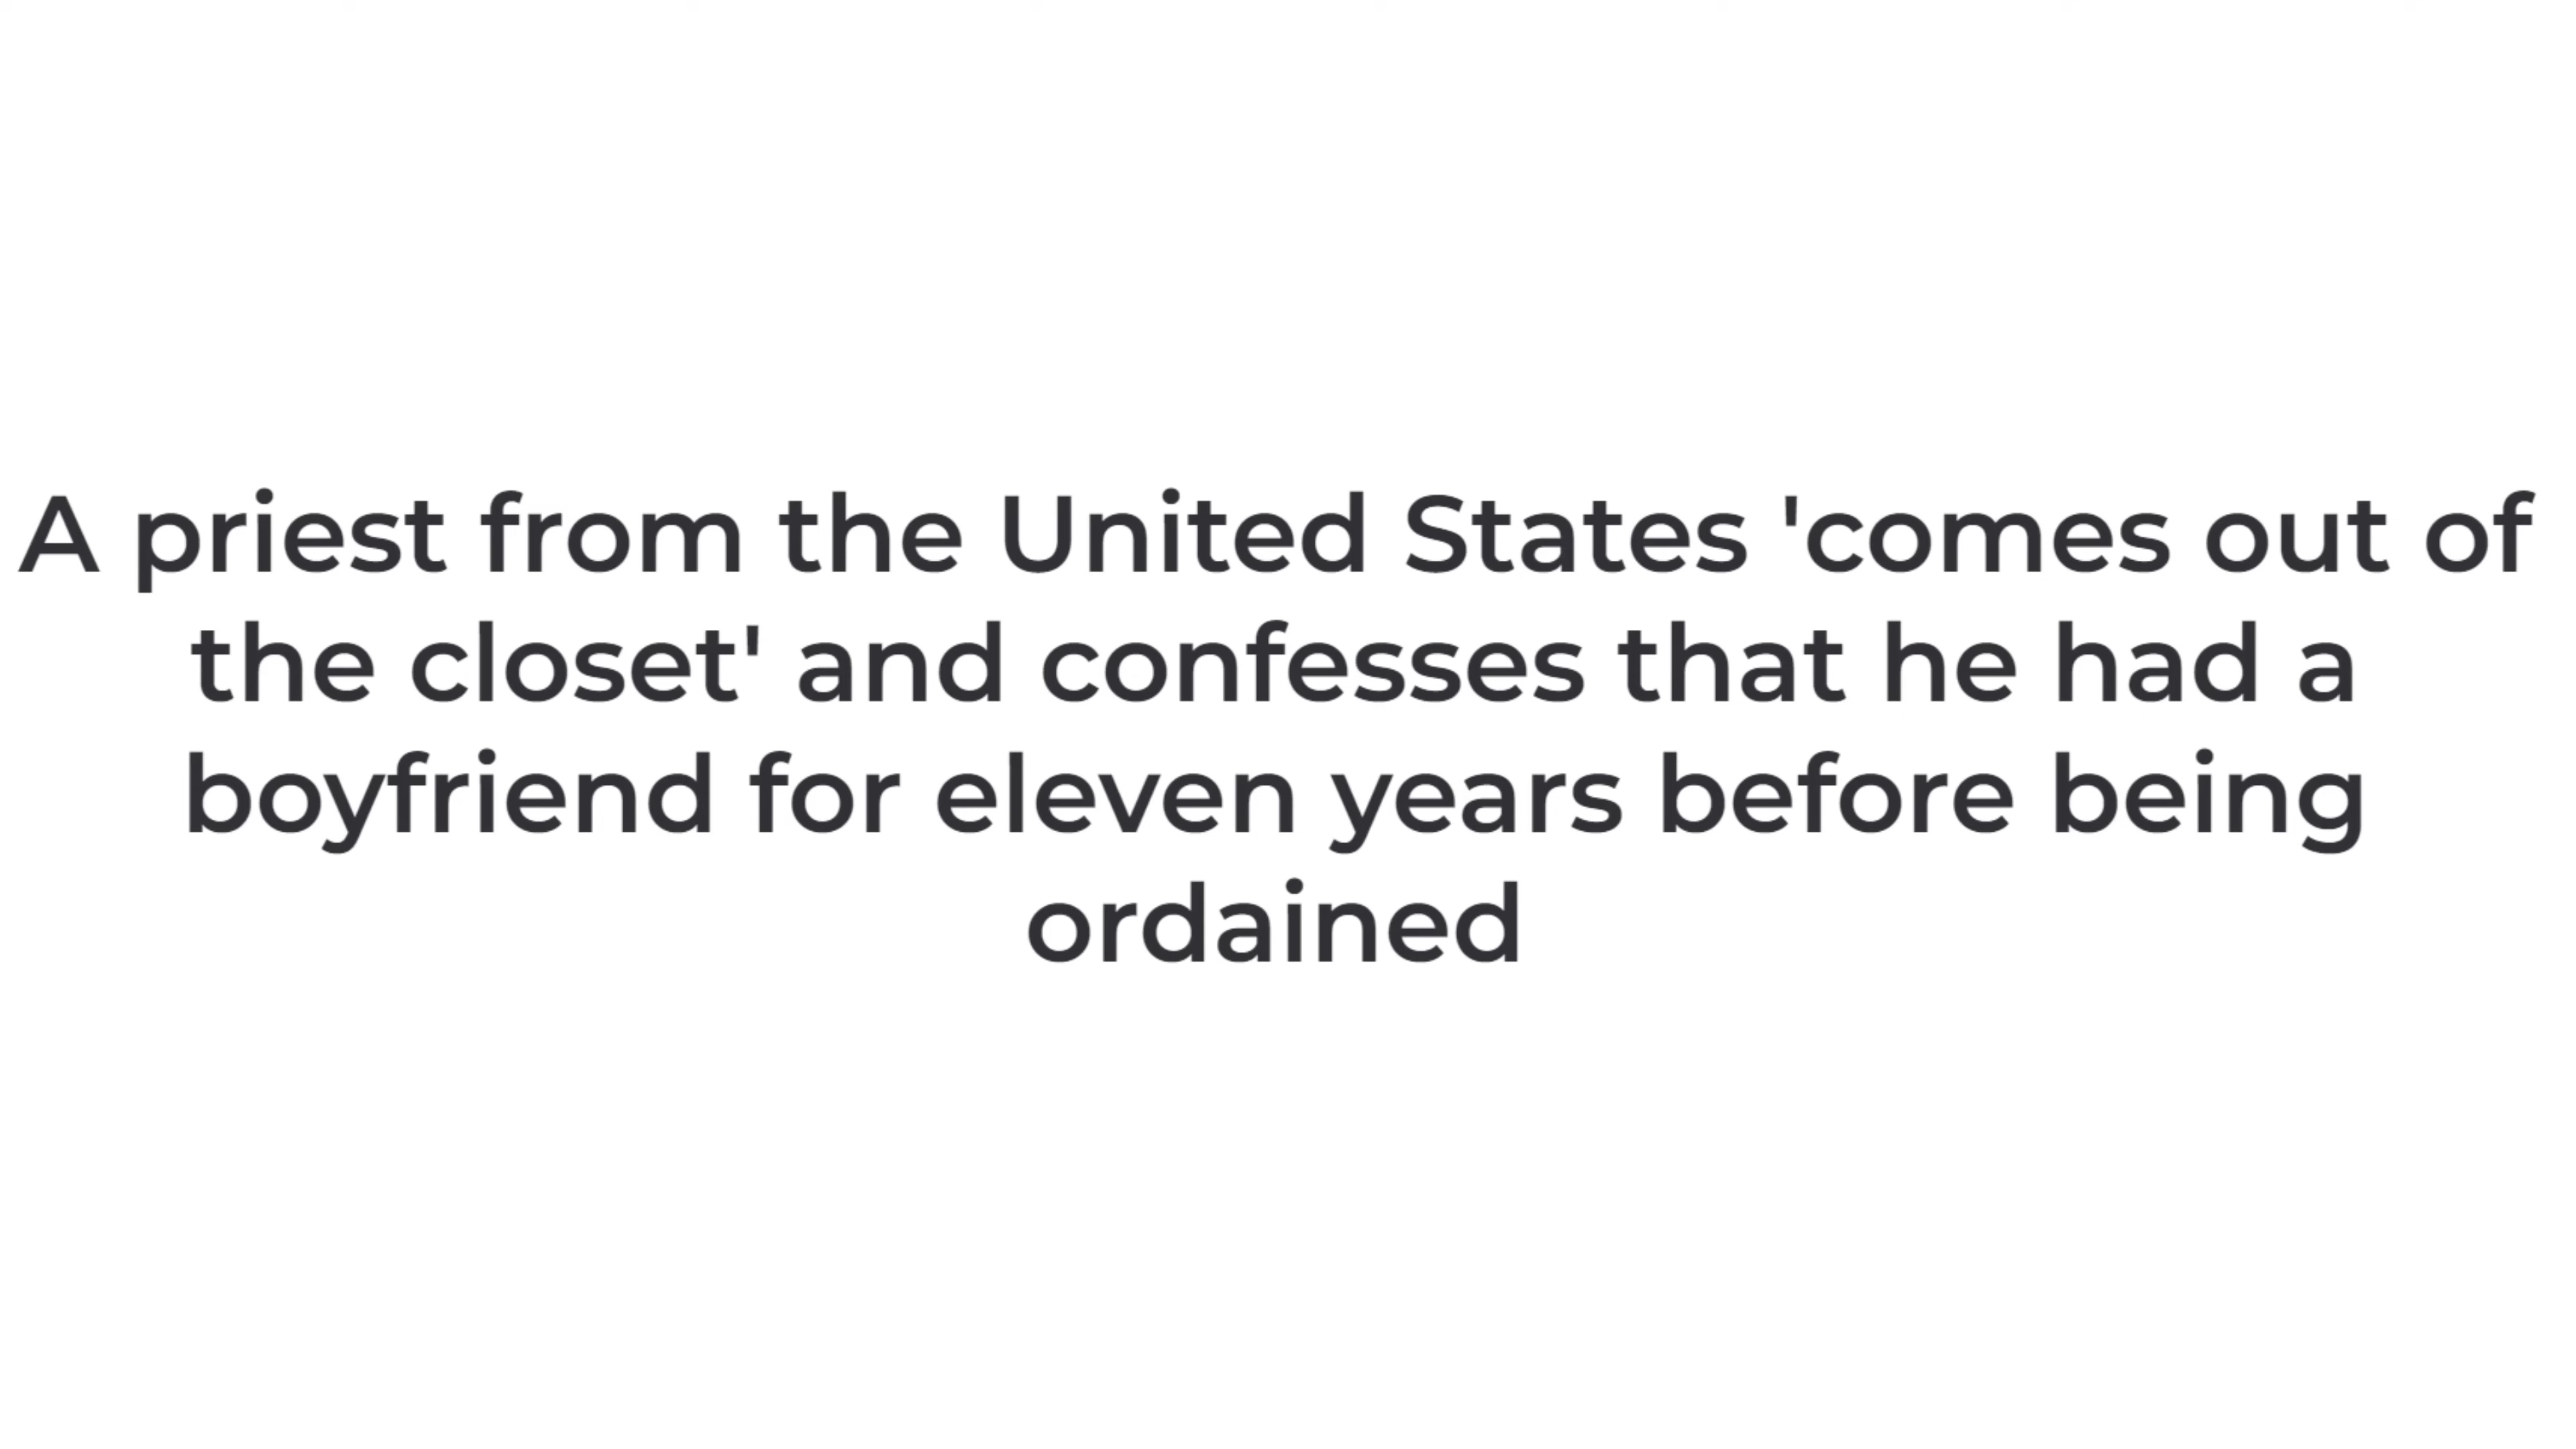 A priest from the United States 'comes out of
the closet' and confesses that he had a
boyfriend for eleven years before being
ordained